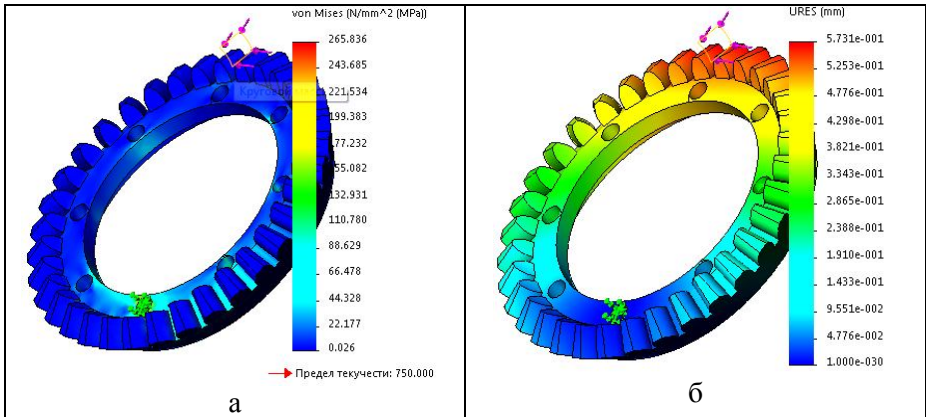 von Mises (N/mm^2 (MPa))
265.836
243.685
221.534
199.383
177.232
155.082
132.931
110.780
88.629
66.478
44.328
22.177
0.026
Предел текучести: 750.000
а
URES (mm)
5.731e-001
5.253e-001
4.776e-001
4.298e-001
3.821e-001
3.343e-001
2.865e-001
2.388e-001
1.910e-001
1.433e-001
9.551e-002
4.776e-002
1.000e-030
б